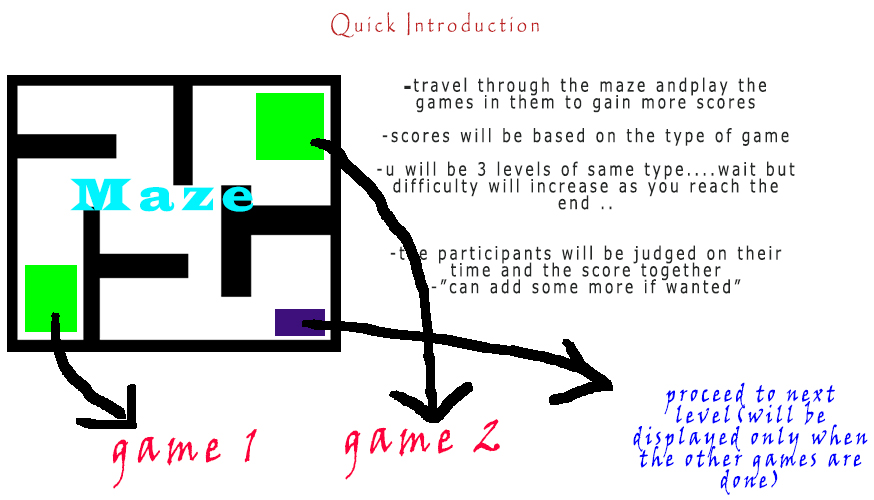 Quick Introduction
-travel through the maze andplay the
games in them to gain more scores
-scores will be based on the type of game
-u will be 3 levels of same type....wait but
difficulty will increase as you reach the
end ..
Maze
-the participants will be judged on their
time and the score together
-"can add some more if wanted"
game 1
game 2
proceed to next
level(will be
displayed only when
the other games are
done)